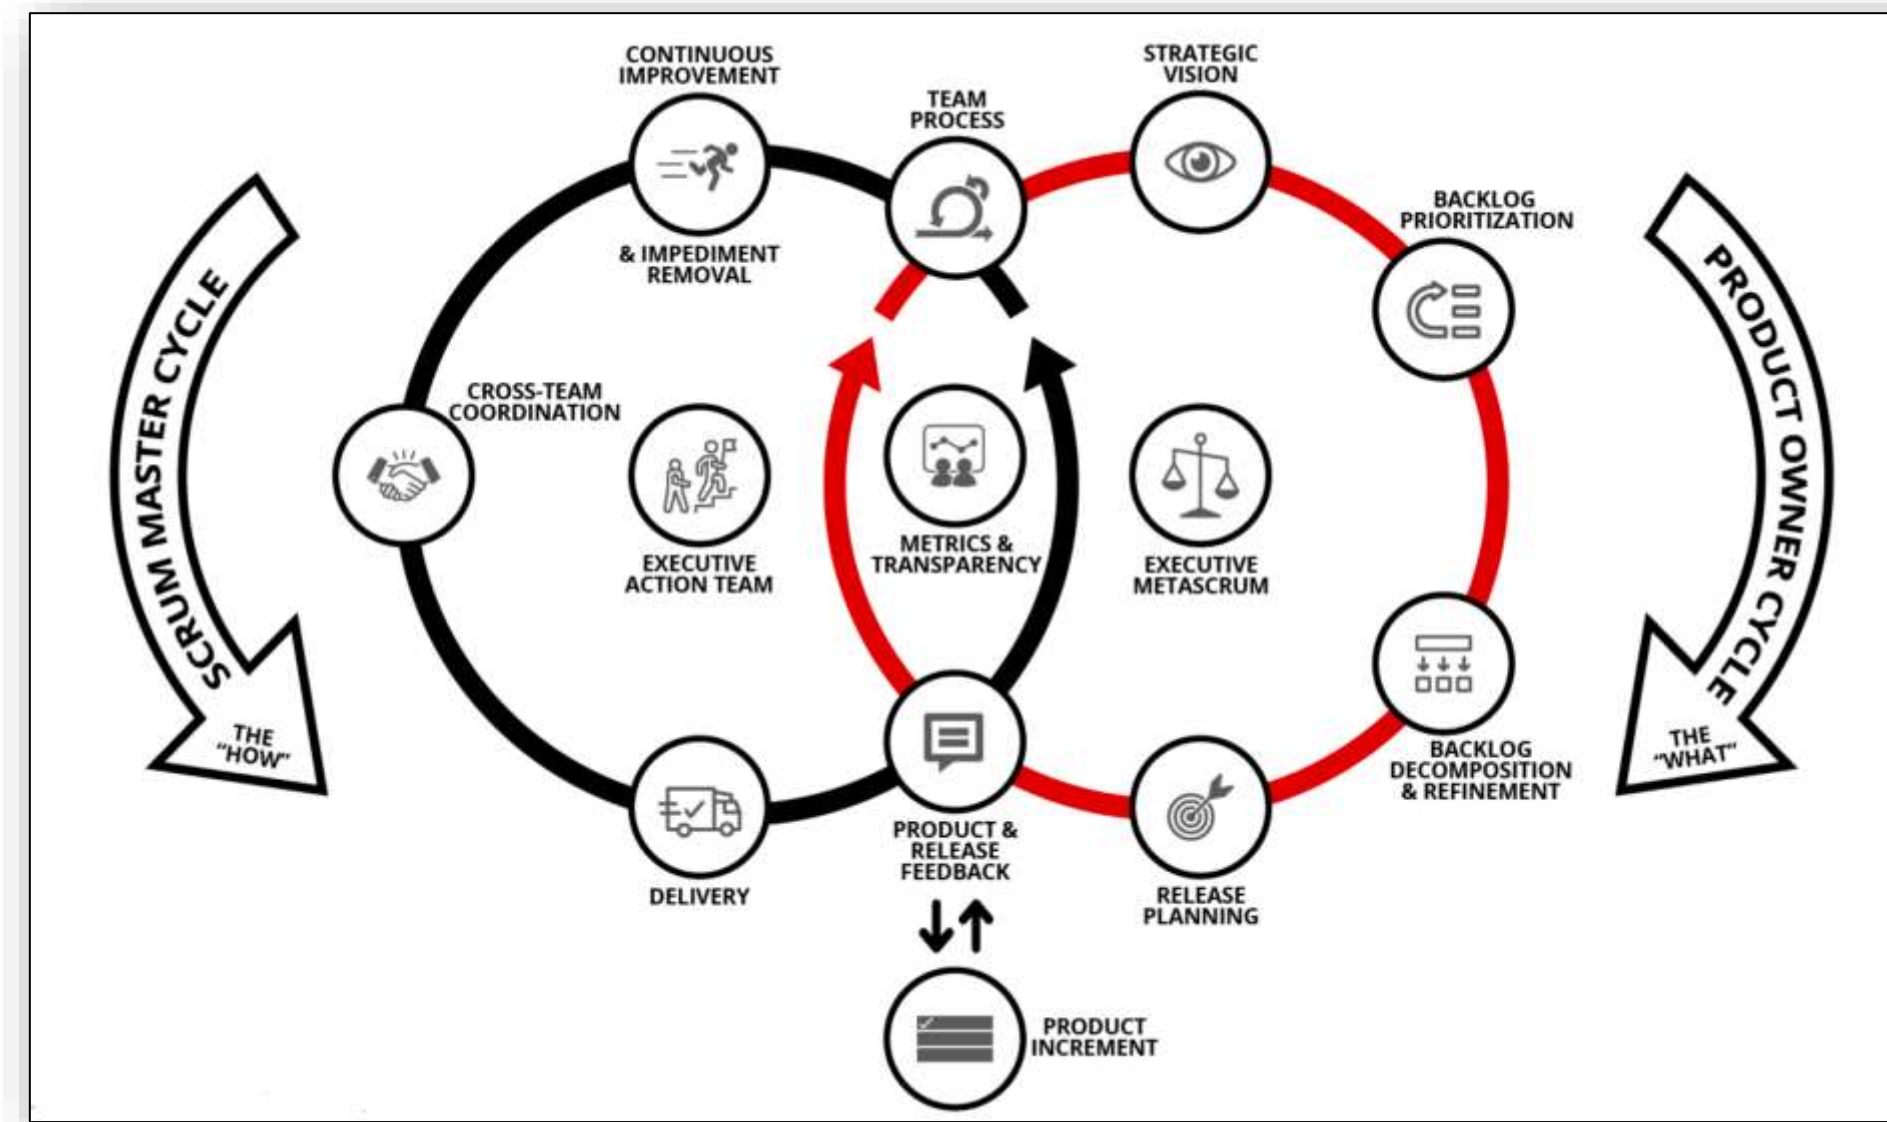 CONTINUOUS
IMPROVEMENT
& IMPEDIMENT
REMOVAL
TEAM
PROCESS
STRATEGIC
VISION
BACKLOG
PRIORITIZATION
SCRUM MASTER CYCLE
THE
"HOW"
CROSS-TEAM
COORDINATION
EXECUTIVE
ACTION TEAM
METRICS &
TRANSPARENCY
EXECUTIVE
METASCRUM
PRODUCT OWNER CYCLE
THE
"WHAT"
BACKLOG
DECOMPOSITION
& REFINEMENT
DELIVERY
PRODUCT &
RELEASE
FEEDBACK
RELEASE
PLANNING
PRODUCT
INCREMENT